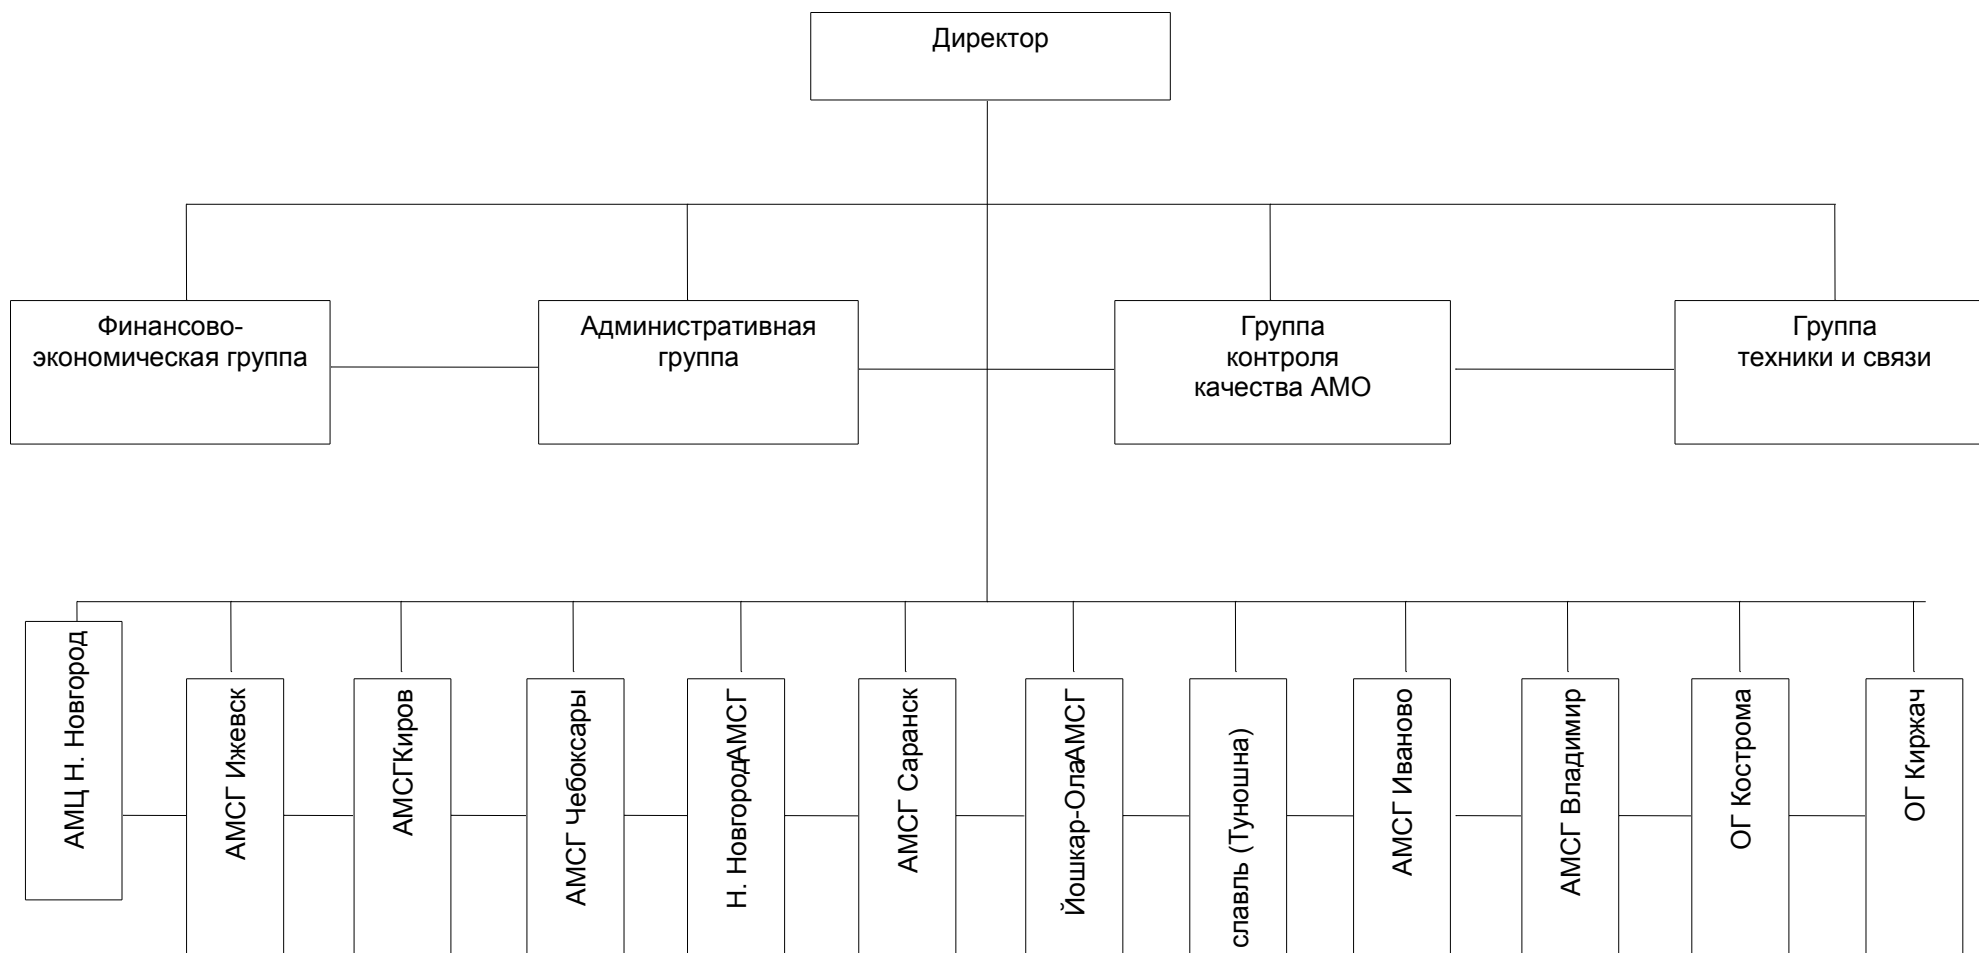 Директор
Финансово-
экономическая группа
Административная
группа
Группа
контроля
качества АМО
Группа
техники и связи
АМЦ Н. Новгород
АМСГ Ижевск
АМСГКиров
АМСГ Чебоксары
Н. НовгородАМСГ
АМСГ Саранск
Йошкар-ОлаАМСГ
славль (Туношна)
АМСГ Иваново
АМСГ Владимир
ОГ Кострома
ОГ Киржач